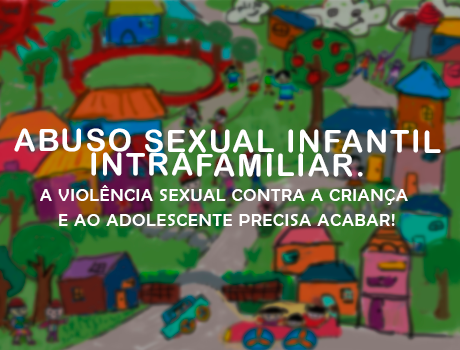 ABUSO SEXUAL INFANTIL
INTRAFAMILIAR.
A VIOLÊNCIA SEXUAL CONTRA A CRIANÇA
E AO ADOLESCENTE PRECISA ACABAR!